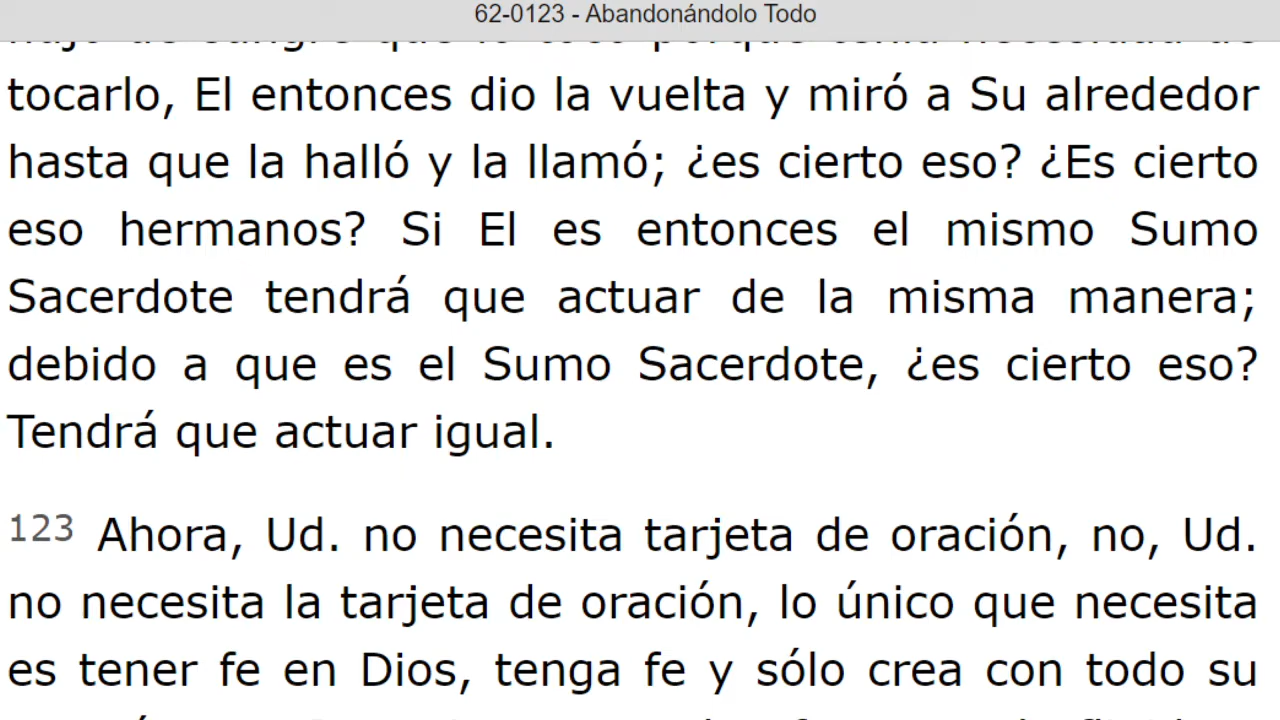 62-0123 - Abandonándolo Todo
tocarlo, El entonces dio la vuelta y miró a Su alrededor
hasta que la halló y la llamó; ¿es cierto eso? ¿Es cierto
eso hermanos? Si El es entonces el mismo Sumo
Sacerdote tendrá que actuar de la misma manera;
debido a que es el Sumo Sacerdote, ¿es cierto eso?
Tendrá que actuar igual.
123 Ahora, Ud. no necesita tarjeta de oración, no, Ud.
no necesita la tarjeta de oración, lo único que necesita
es tener fe en Dios, tenga fe y sólo crea con todo su